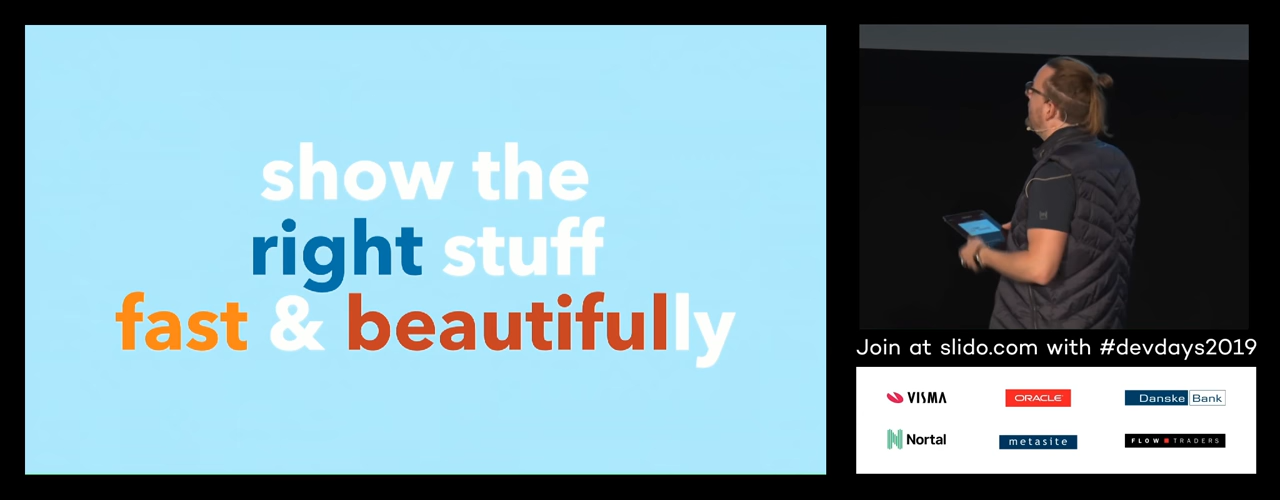 show the
right stuff
fast & beautifully
Join at slido.com with #devdays2019
VISMA
ORACLE
Danske Bank
Nortal
metasite
FLOW TRADERS